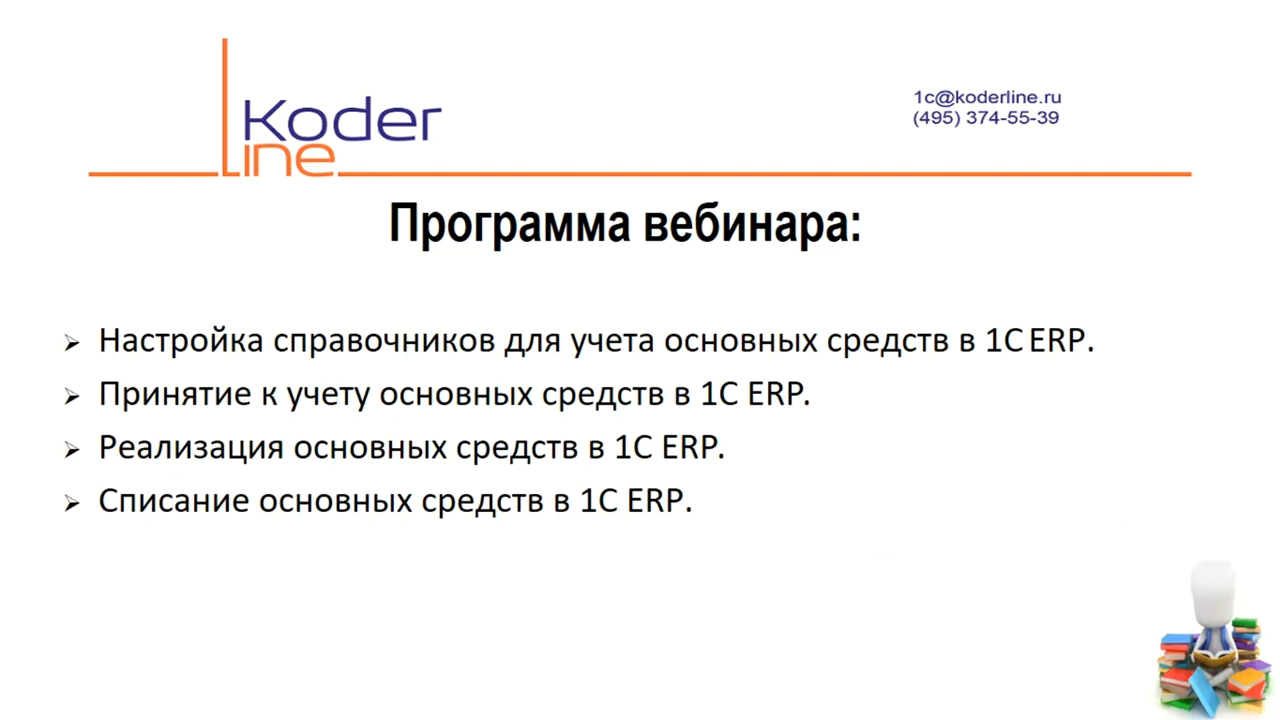 Koder
Line
1c@koderline.ru
(495) 374-55-39
Программа вебинара:
Настройка справочников для учета основных средств в 1С ERP.
Принятие к учету основных средств в 1С ERP.
Реализация основных средств в 1С ERP.
Списание основных средств в 1С ERP.